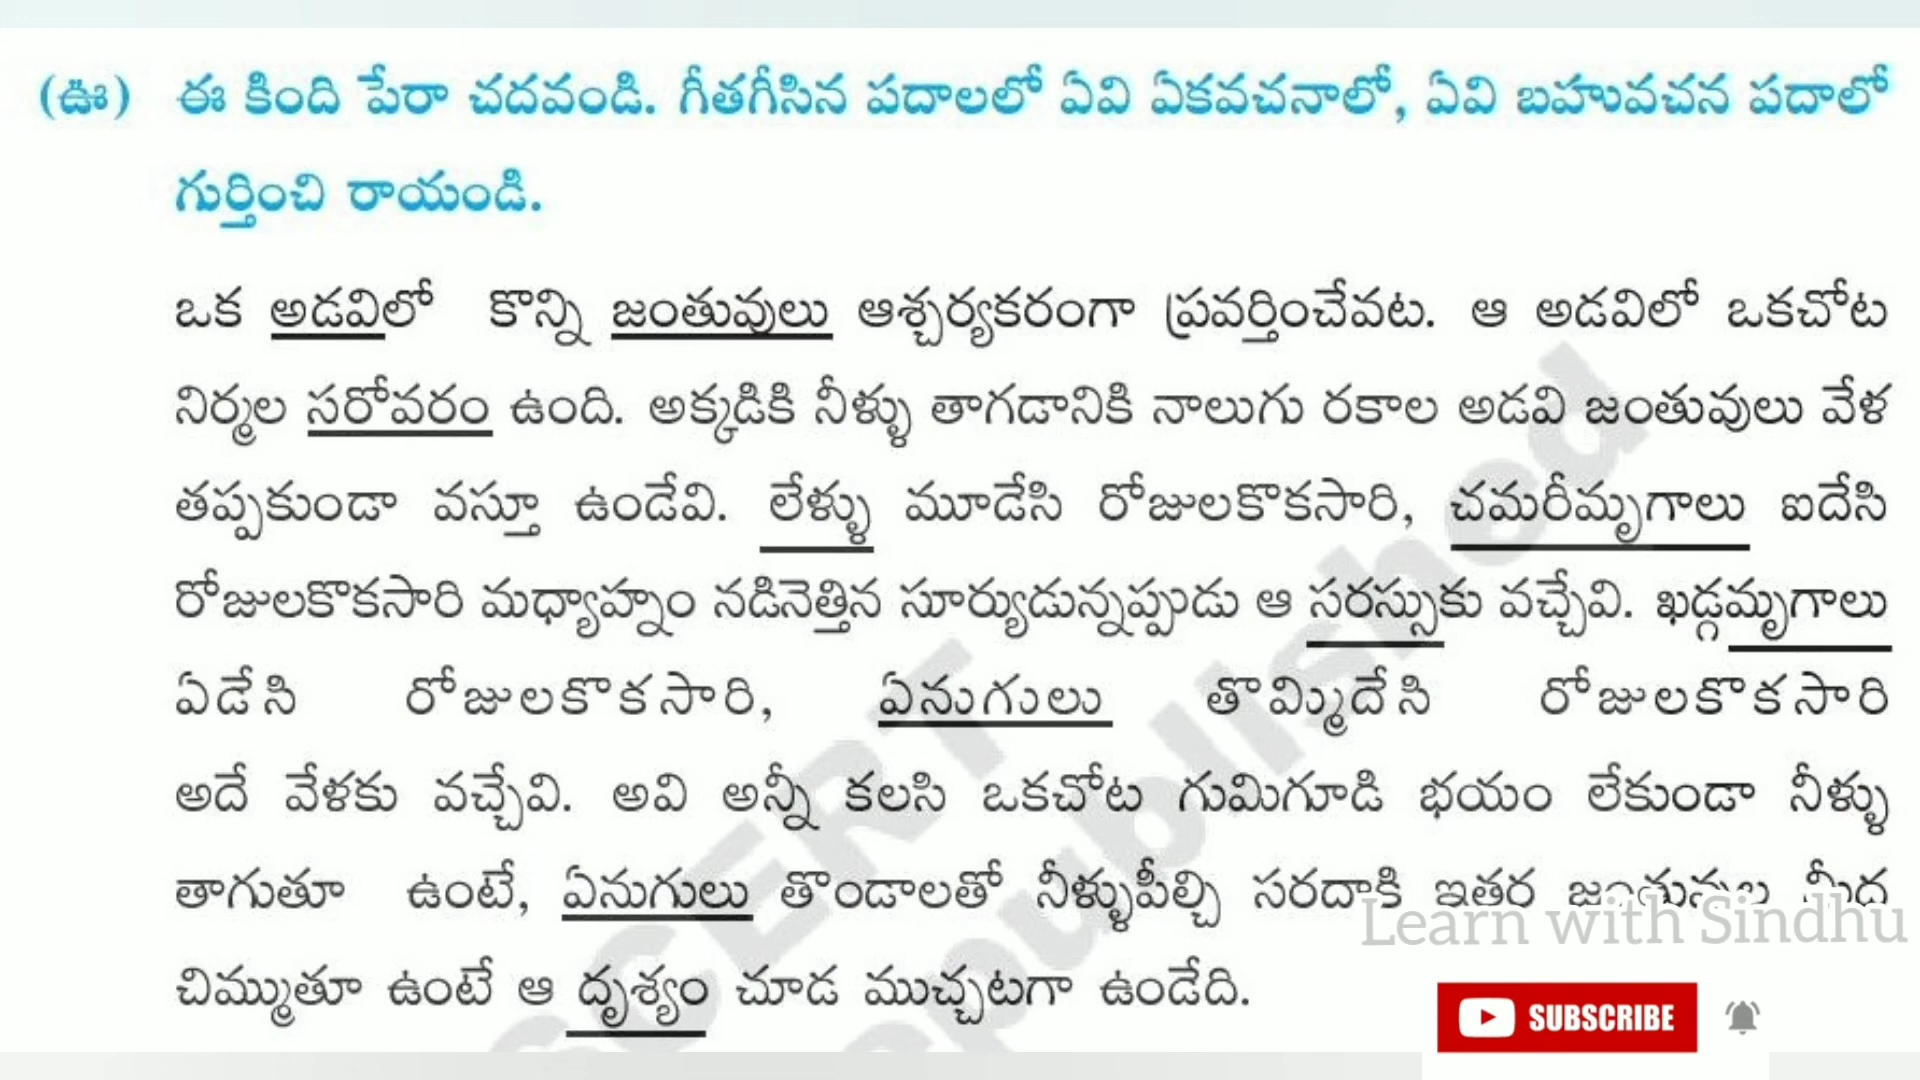 (ఊ) ఈ కింది పేరా చదవండి. గీతగీసిన పదాలలో ఏవి ఏకవచనాలో, ఏవి బహువచన పదాలో
గుర్తించి రాయండి.
ఒక అడవిలో కొన్ని జంతువులు ఆశ్చర్యకరంగా ప్రవర్తించేవట. ఆ అడవిలో ఒకచోట
నిర్మల సరోవరం ఉంది. అక్కడికి నీళ్ళు తాగడానికి నాలుగు రకాల అడవి జంతువులు వేళ
తప్పకుండా వస్తూ ఉండేవి. లేళ్ళు మూడేసి రోజులకొకసారి, చమరీమృగాలు ఐదేసి
రోజులకొకసారి మధ్యాహ్నం నడినెత్తిన సూర్యుడున్నప్పుడు ఆ సరస్సుకు వచ్చేవి. ఖడ్గమృగాలు
ఏడేసి రోజులకొకసారి, ఏనుగులు తొమ్మిదేసి రోజులకొకసారి
అదే వేళకు వచ్చేవి. అవి అన్నీ కలసి ఒకచోట గుమిగూడి భయం లేకుండా నీళ్ళు
తాగుతూ ఉంటే, ఏనుగులు తొండాలతో నీళ్ళుపీల్చి సరదాకి ఇతర జంతువుల మీద
Learn with Sindhu
చిమ్ముతూ ఉంటే ఆ దృశ్యం చూడ ముచ్చటగా ఉండేది.
SUBSCRIBE